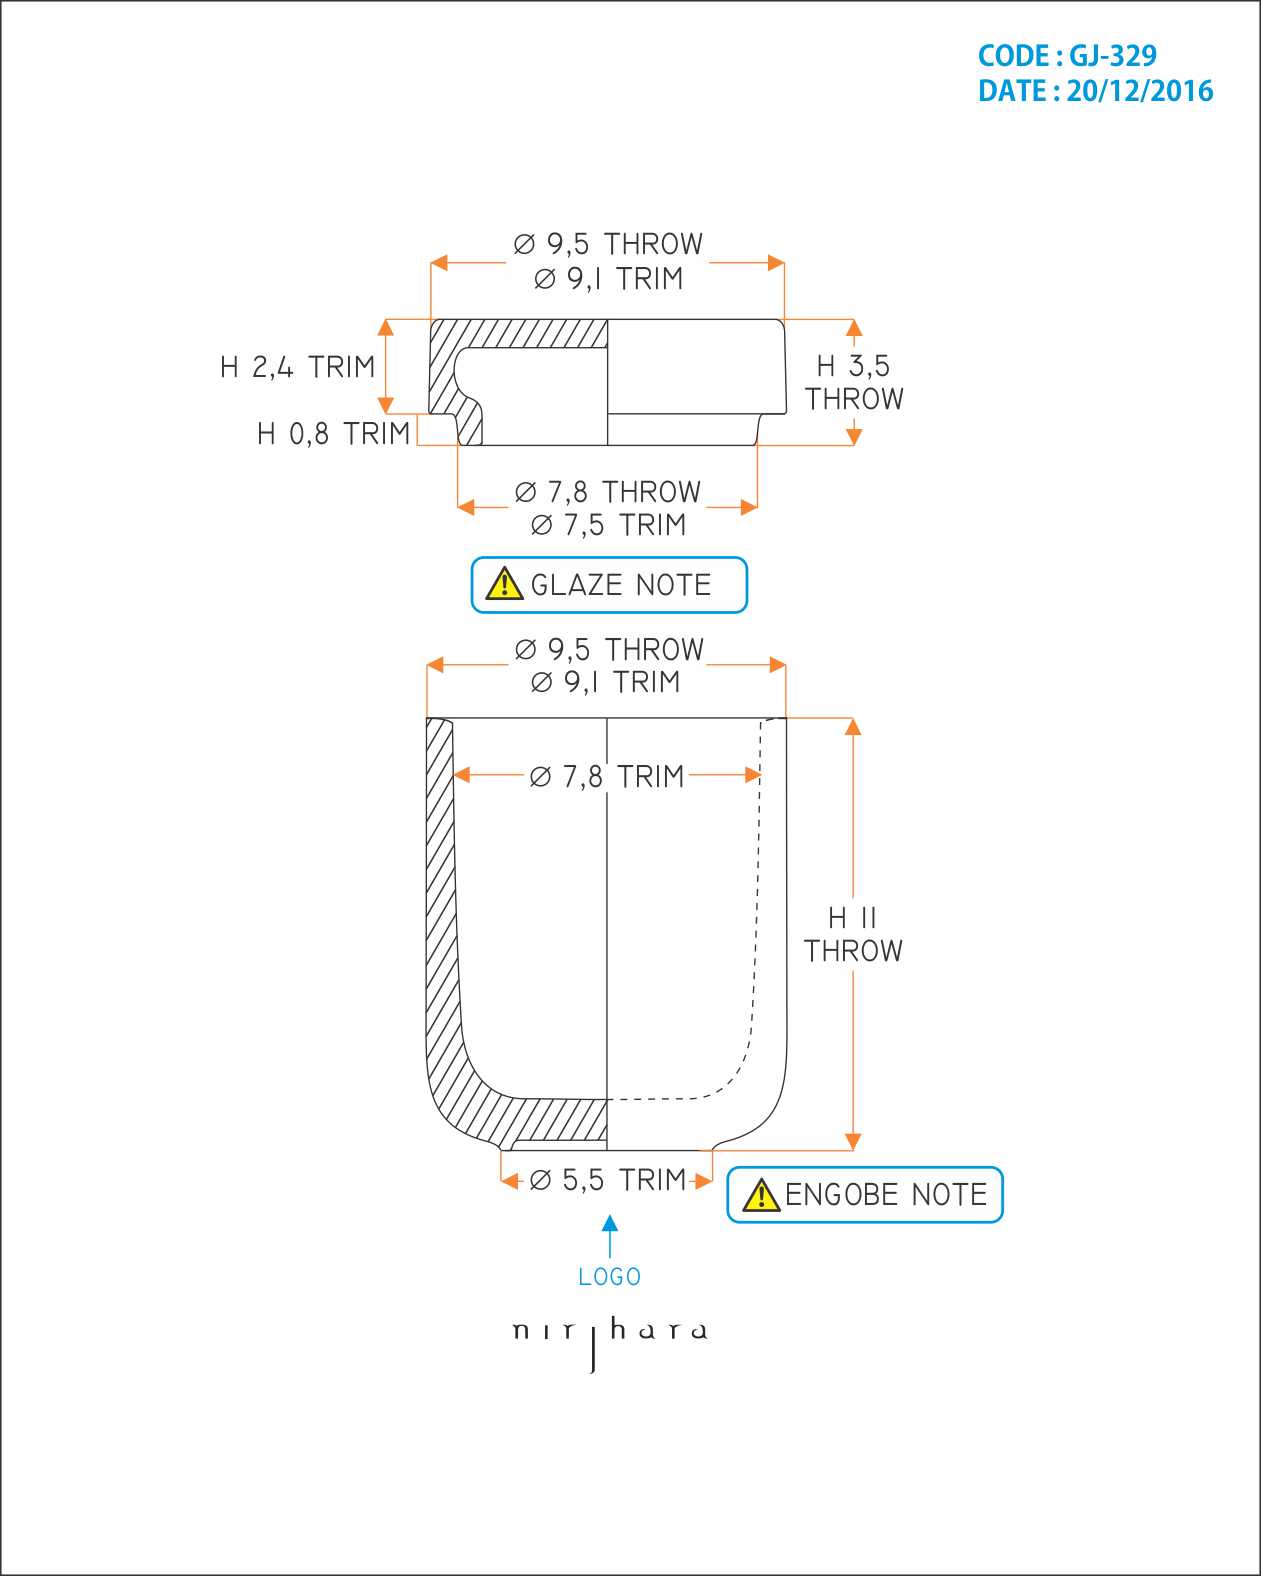 CODE : GJ-329
DATE : 20/12/2016
Ø 9,5 THROW
Ø 9,1 TRIM
H 2,4 TRIM
H 3,5
THROW
H 0,8 TRIM
Ø 7,8 THROW
Ø 7,5 TRIM
GLAZE NOTE
Ø 9,5 THROW
Ø 9,1 TRIM
Ø 7,8 TRIM
H 11
THROW
Ø 5,5 TRIM
ENGOBE NOTE
LOGO
nirjhara